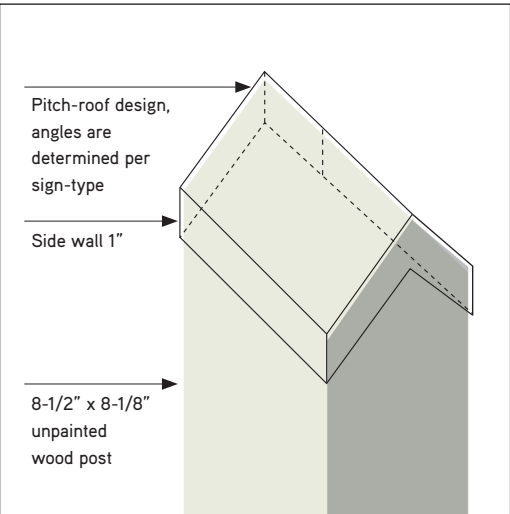 Pitch-roof design,
angles are
determined per
sign-type
Side wall 1”
8-1/2” x 8-1/8”
unpainted
wood post